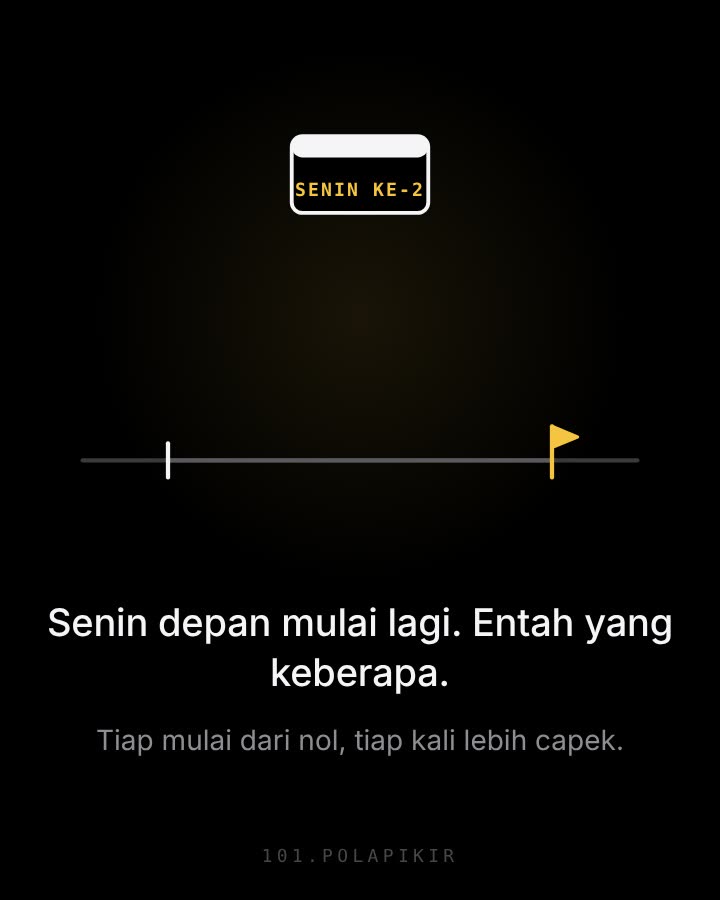 SENIN KE-2
Senin depan mulai lagi. Entah yang
keberapa.
Tiap mulai dari nol, tiap kali lebih capek.
101.POLAPIKIR